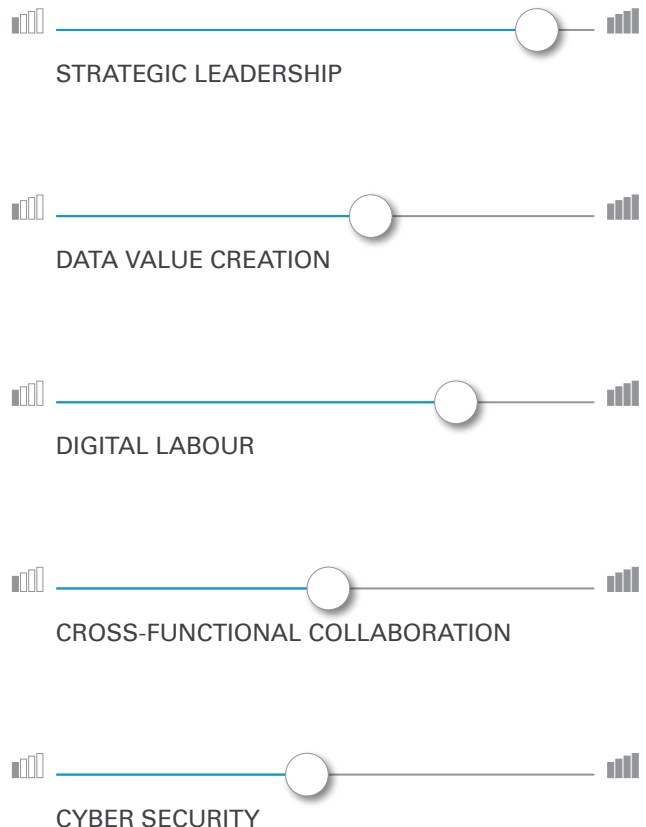 STRATEGIC LEADERSHIP
DATA VALUE CREATION
DIGITAL LABOUR
CROSS-FUNCTIONAL COLLABORATION
CYBER SECURITY